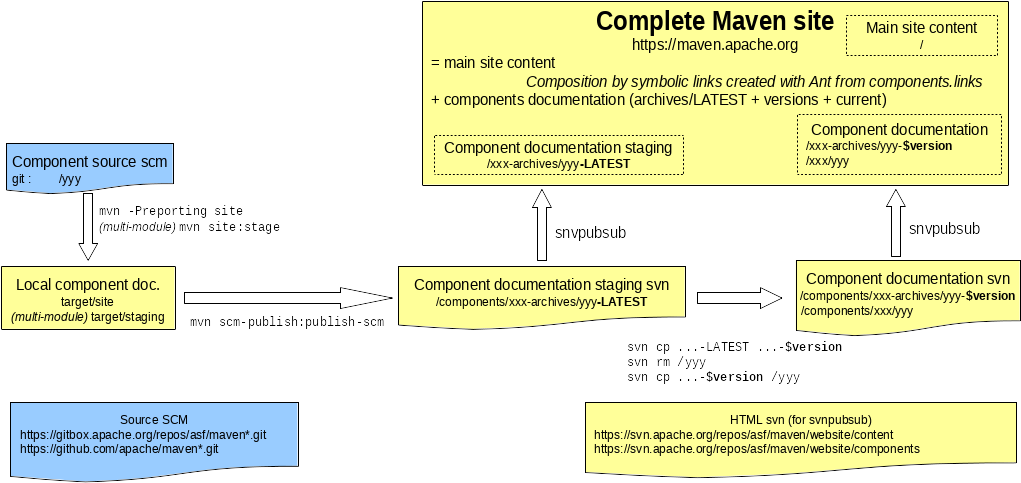 Complete Maven site
https://maven.apache.org
Main site content
/
= main site content
Composition by symbolic links created with Ant from components.links
+ components documentation (archives/LATEST + versions + current)
Component documentation staging
/xxx-archives/yyy-LATEST
Component documentation
/xxx-archives/yyy-$version
/xxx/yyy
Component source scm
git : /yyy
mvn -Preporting site
(multi-module) mvn site:stage
snvpubsub
snvpubsub
Local component doc.
target/site
(multi-module) target/staging
mvn scm-publish:publish-scm
Component documentation staging svn
/components/xxx-archives/yyy-LATEST
Component documentation svn
/components/xxx-archives/yyy-$version
/components/xxx/yyy
svn cp ...-LATEST ...-$version
svn rm /yyy
svn cp ...-$version /yyy
Source SCM
https://gitbox.apache.org/repos/asf/maven*.git
https://github.com/apache/maven*.git
HTML svn (for svnpubsub)
https://svn.apache.org/repos/asf/maven/website/content
https://svn.apache.org/repos/asf/maven/website/components